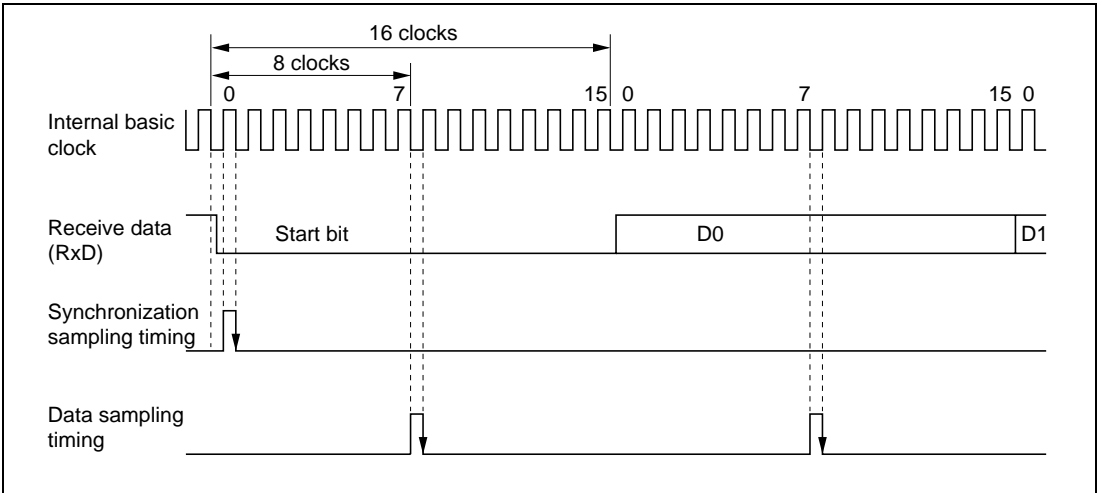 16 clocks
8 clocks
0 7 15 0 7 15 0
Internal basic
clock
Receive data
(RxD)
Start bit
D0
D1
Synchronization
sampling timing
Data sampling
timing